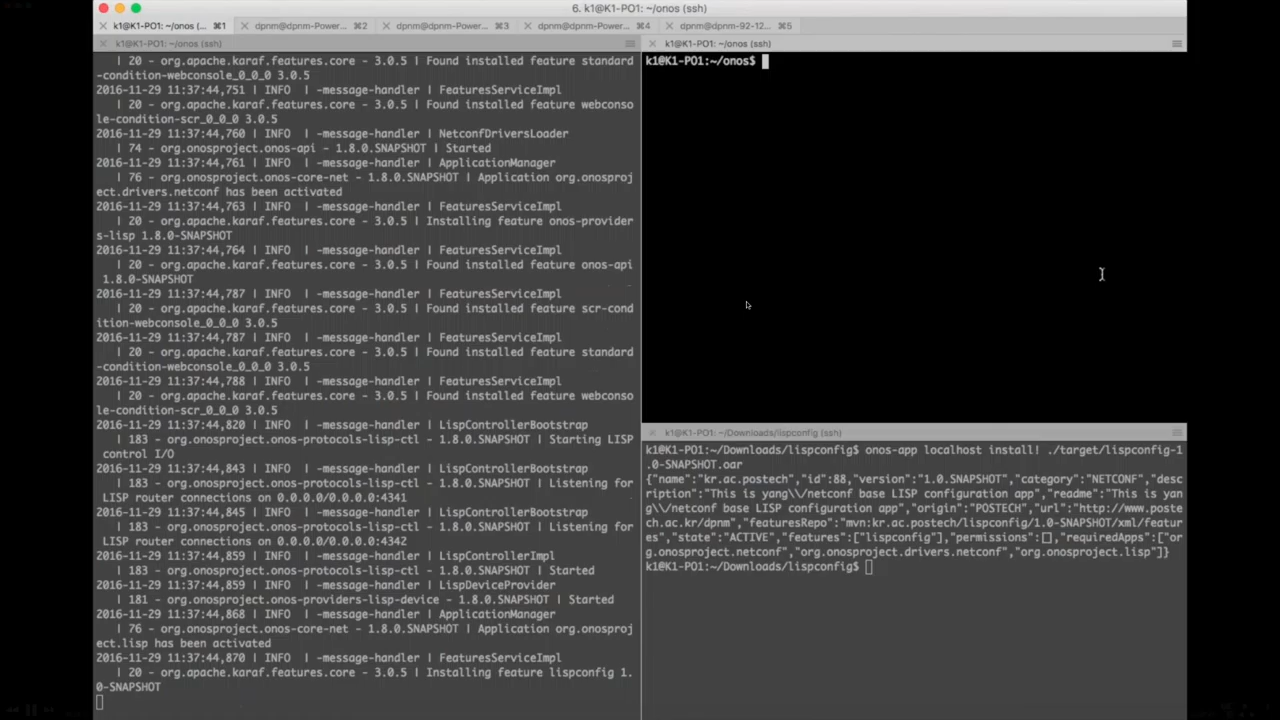 6. k1@K1-PO1: ~/onos (ssh)
k1@K1-PO1: ~/onos (... ⌘1
dpnm@dpnm-Power... ⌘2
dpnm@dpnm-Power... ⌘3
dpnm@dpnm-Power... ⌘4
dpnm@dpnm-92-12... ⌘5
k1@K1-PO1: ~/onos (ssh)
| 20 - org.apache.karaf.features.core - 3.0.5 | Found installed feature standard
-condition-webconsole_0_0_0 3.0.5
2016-11-29 11:37:44,751 | INFO  | -message-handler | FeaturesServiceImpl
| 20 - org.apache.karaf.features.core - 3.0.5 | Found installed feature webconso
le-condition-scr_0_0_0 3.0.5
2016-11-29 11:37:44,760 | INFO  | -message-handler | NetconfDriversLoader
| 74 - org.onosproject.onos-api - 1.8.0.SNAPSHOT | Started
2016-11-29 11:37:44,761 | INFO  | -message-handler | ApplicationManager
| 76 - org.onosproject.onos-core-net - 1.8.0.SNAPSHOT | Application org.onosproj
ect.drivers.netconf has been activated
2016-11-29 11:37:44,763 | INFO  | -message-handler | FeaturesServiceImpl
| 20 - org.apache.karaf.features.core - 3.0.5 | Installing feature onos-provider
s-lisp 1.8.0-SNAPSHOT
2016-11-29 11:37:44,764 | INFO  | -message-handler | FeaturesServiceImpl
| 20 - org.apache.karaf.features.core - 3.0.5 | Found installed feature onos-api
1.8.0-SNAPSHOT
2016-11-29 11:37:44,787 | INFO  | -message-handler | FeaturesServiceImpl
| 20 - org.apache.karaf.features.core - 3.0.5 | Found installed feature scr-cond
ition-webconsole_0_0_0 3.0.5
2016-11-29 11:37:44,787 | INFO  | -message-handler | FeaturesServiceImpl
| 20 - org.apache.karaf.features.core - 3.0.5 | Found installed feature standard
-condition-webconsole_0_0_0 3.0.5
2016-11-29 11:37:44,788 | INFO  | -message-handler | FeaturesServiceImpl
| 20 - org.apache.karaf.features.core - 3.0.5 | Found installed feature webconso
le-condition-scr_0_0_0 3.0.5
2016-11-29 11:37:44,820 | INFO  | -message-handler | LispControllerBootstrap
| 183 - org.onosproject.onos-protocols-lisp-ctl - 1.8.0.SNAPSHOT | Starting LISP
control I/O
2016-11-29 11:37:44,843 | INFO  | -message-handler | LispControllerBootstrap
| 183 - org.onosproject.onos-protocols-lisp-ctl - 1.8.0.SNAPSHOT | Listening for
LISP router connections on 0.0.0.0/0.0.0.0:4341
2016-11-29 11:37:44,845 | INFO  | -message-handler | LispControllerBootstrap
| 183 - org.onosproject.onos-protocols-lisp-ctl - 1.8.0.SNAPSHOT | Listening for
LISP router connections on 0.0.0.0/0.0.0.0:4342
2016-11-29 11:37:44,859 | INFO  | -message-handler | LispControllerImpl
| 183 - org.onosproject.onos-protocols-lisp-ctl - 1.8.0.SNAPSHOT | Started
2016-11-29 11:37:44,859 | INFO  | -message-handler | LispDeviceProvider
| 181 - org.onosproject.onos-providers-lisp-device - 1.8.0.SNAPSHOT | Started
2016-11-29 11:37:44,868 | INFO  | -message-handler | ApplicationManager
| 76 - org.onosproject.onos-core-net - 1.8.0.SNAPSHOT | Application org.onosproj
ect.lisp has been activated
2016-11-29 11:37:44,870 | INFO  | -message-handler | FeaturesServiceImpl
| 20 - org.apache.karaf.features.core - 3.0.5 | Installing feature lispconfig 1.
0-SNAPSHOT
k1@K1-PO1: ~/onos (ssh)
k1@K1-PO1:~/onos$
k1@K1-PO1: ~/Downloads/lispconfig (ssh)
k1@K1-PO1:~/Downloads/lispconfig$ onos-app localhost install! ./target/lispconfig-1
.0-SNAPSHOT.oar
{"name":"kr.ac.postech","id":88,"version":"1.0.SNAPSHOT","category":"NETCONF","desc
ription":"This is yang\\/netconf base LISP configuration app","readme":"This is yan
g\\/netconf base LISP configuration app","origin":"POSTECH","url":"http://www.poste
ch.ac.kr/dpnm","featuresRepo":"mvn:kr.ac.postech/lispconfig/1.0-SNAPSHOT/xml/featur
es","state":"ACTIVE","features":["lispconfig"],"permissions":[],"requiredApps":["or
g.onosproject.netconf","org.onosproject.drivers.netconf","org.onosproject.lisp"]}
k1@K1-PO1:~/Downloads/lispconfig$